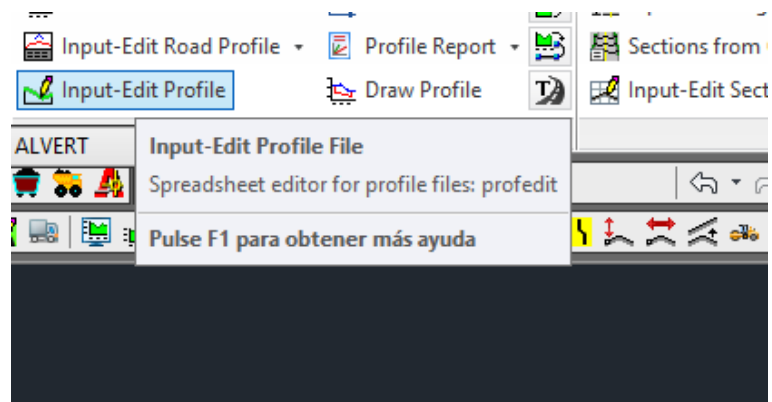 Input-Edit Road Profile
Profile Report
Sections from
Input-Edit Profile
Draw Profile
Input-Edit Sect
ALVERT
Input-Edit Profile File
Spreadsheet editor for profile files: profedit
Pulse F1 para obtener más ayuda